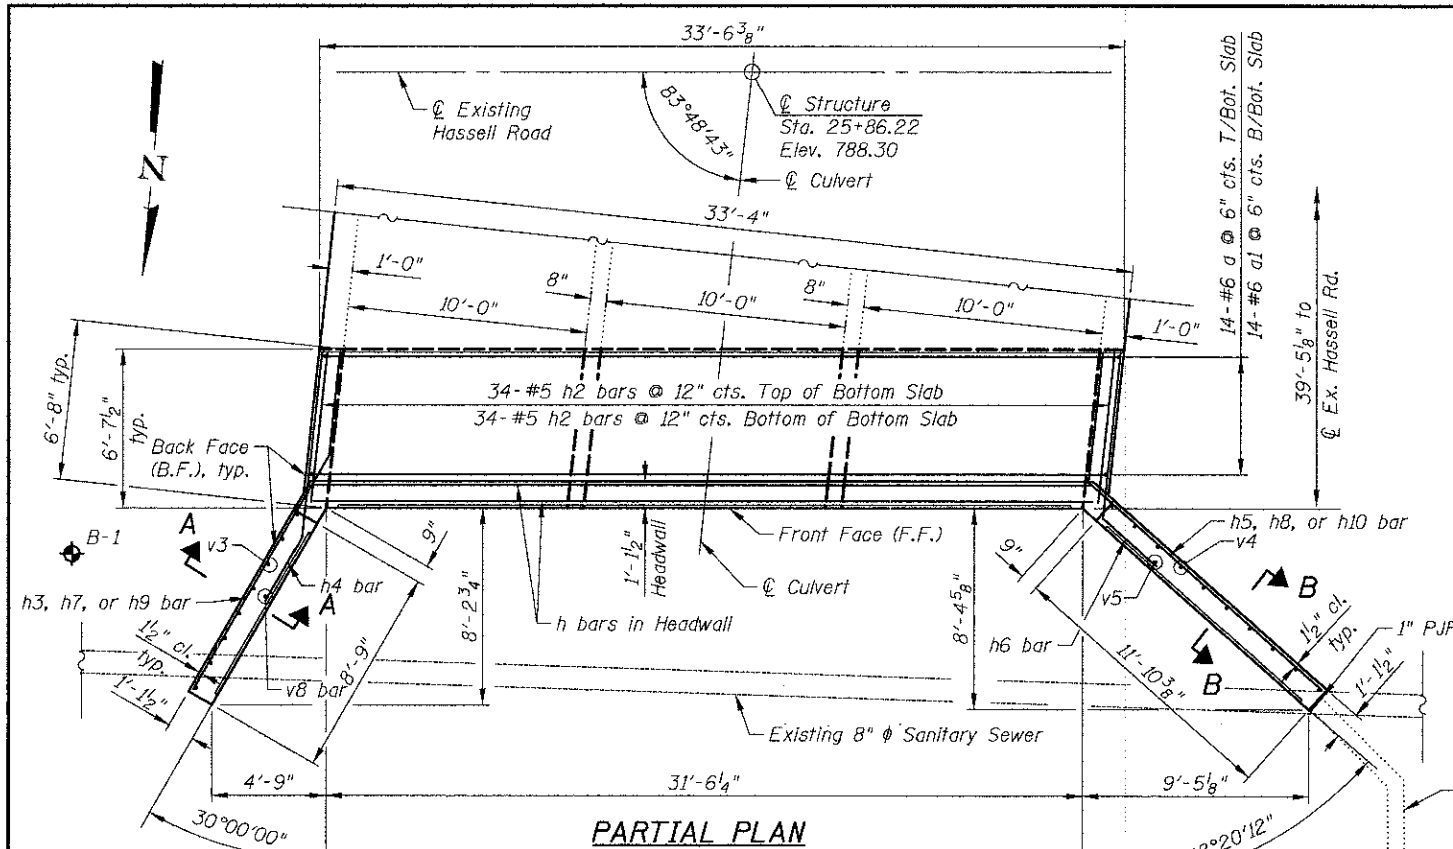 33'-6 3/8"
℄ Existing
Hassell Road
83°48'43"
℄ Structure
Sta. 25+86.22
Elev. 788.30
℄ Culvert
14-#6 a @ 6" cts. T/Bot. Slab
14-#6 a1 @ 6" cts. B/Bot. Slab
N
33'-4"
1'-0"
10'-0"
8"
10'-0"
8"
10'-0"
1'-0"
39'-5 1/8" to
℄ Ex. Hassell Rd.
6'-8" typ.
6'-7 1/2"
typ.
34-#5 h2 bars @ 12" cts. Top of Bottom Slab
34-#5 h2 bars @ 12" cts. Bottom of Bottom Slab
Back Face
(B.F.), typ.
A
B-1
v3
h4 bar
A
h3, h7, or h9 bar
9"
8'-2 3/4"
1'-1 1/2"
Headwall
Front Face (F.F.)
℄ Culvert
h bars in Headwall
9"
8'-4 5/8"
h5, h8, or h10 bar
v4
v5
B
h6 bar
B
1 1/2" cl.
typ.
1" PJF
1'-1 1/2"
11'-10 3/8"
1 1/2" cl.
typ.
1'-1 1/2"
v8 bar
8'-9"
Existing 8" ϕ Sanitary Sewer
4'-9"
31'-6 1/4"
9'-5 1/8"
30°00'00"
°20'12"
PARTIAL PLAN